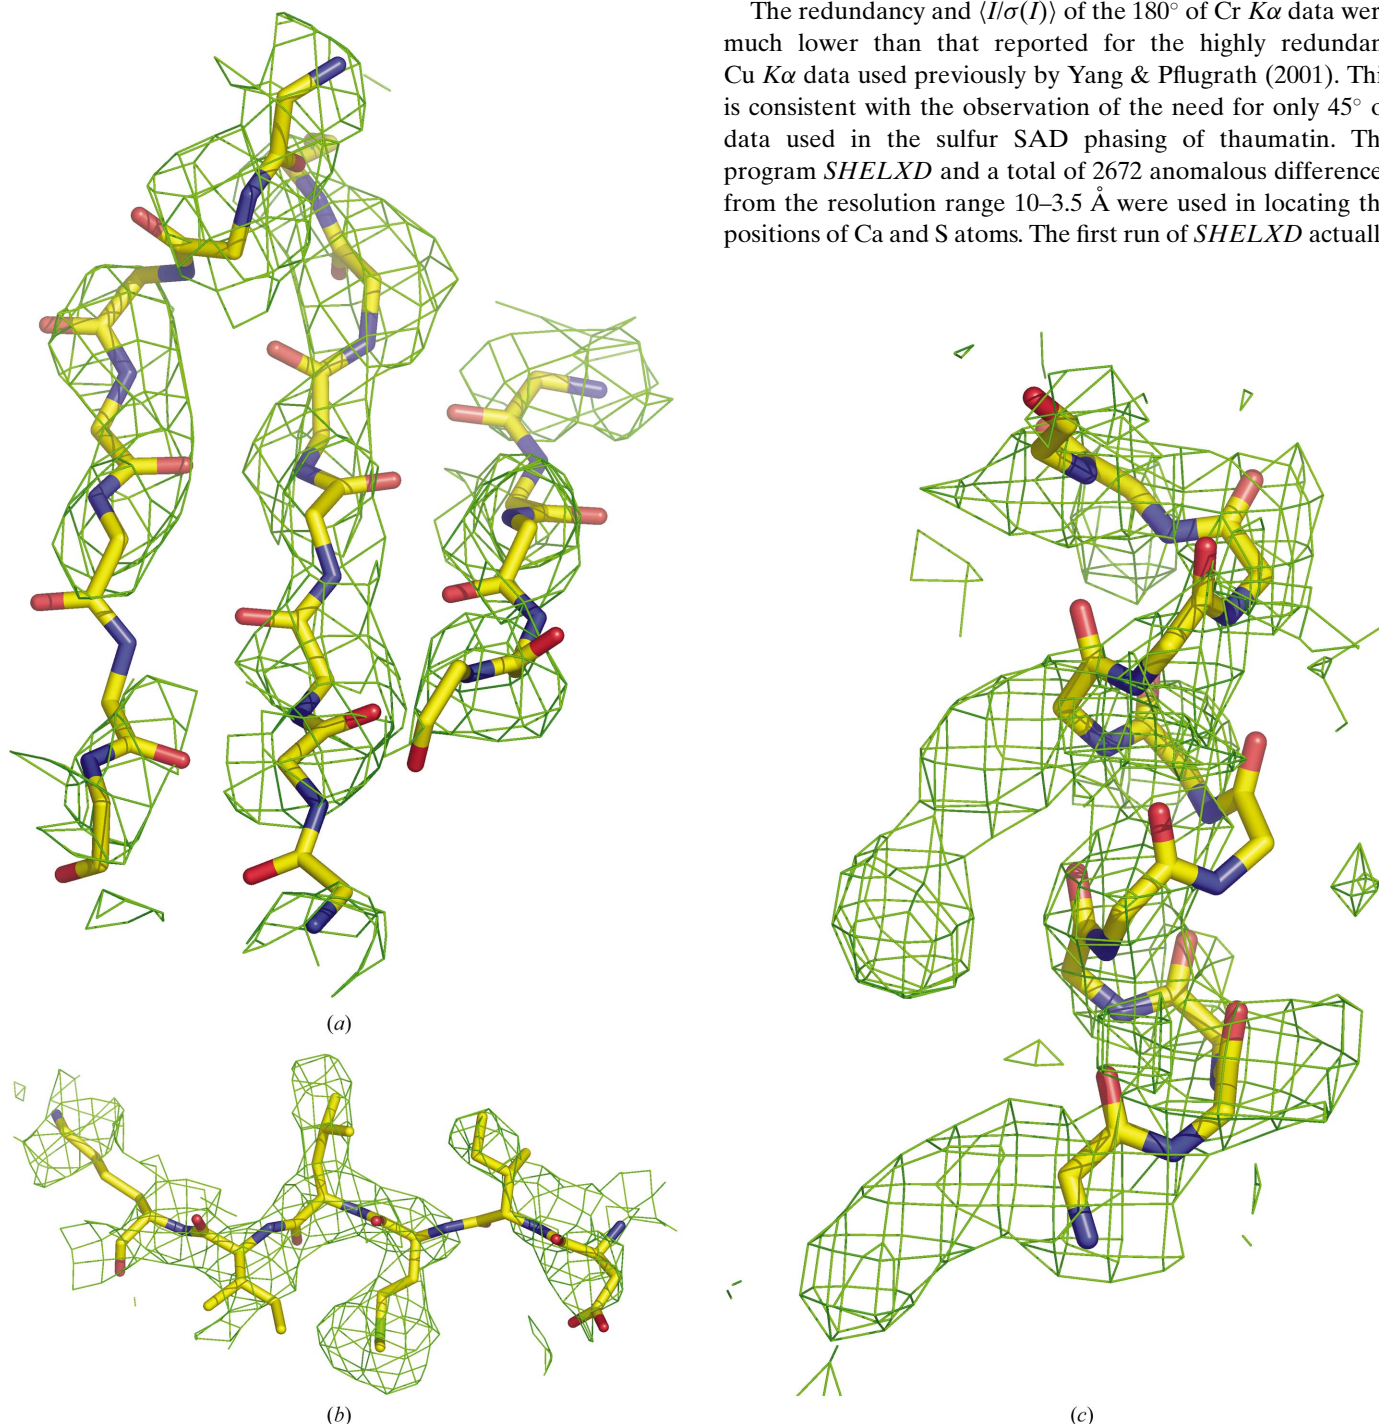 The redundancy and ⟨I/σ(I)⟩ of the 180° of Cr Kα data wer
much lower than that reported for the highly redundan
Cu Kα data used previously by Yang & Pflugrath (2001). Thi
is consistent with the observation of the need for only 45° o
data used in the sulfur SAD phasing of thaumatin. Th
program SHELXD and a total of 2672 anomalous difference
from the resolution range 10–3.5 Å were used in locating th
positions of Ca and S atoms. The first run of SHELXD actuall
(a)
(b)
(c)